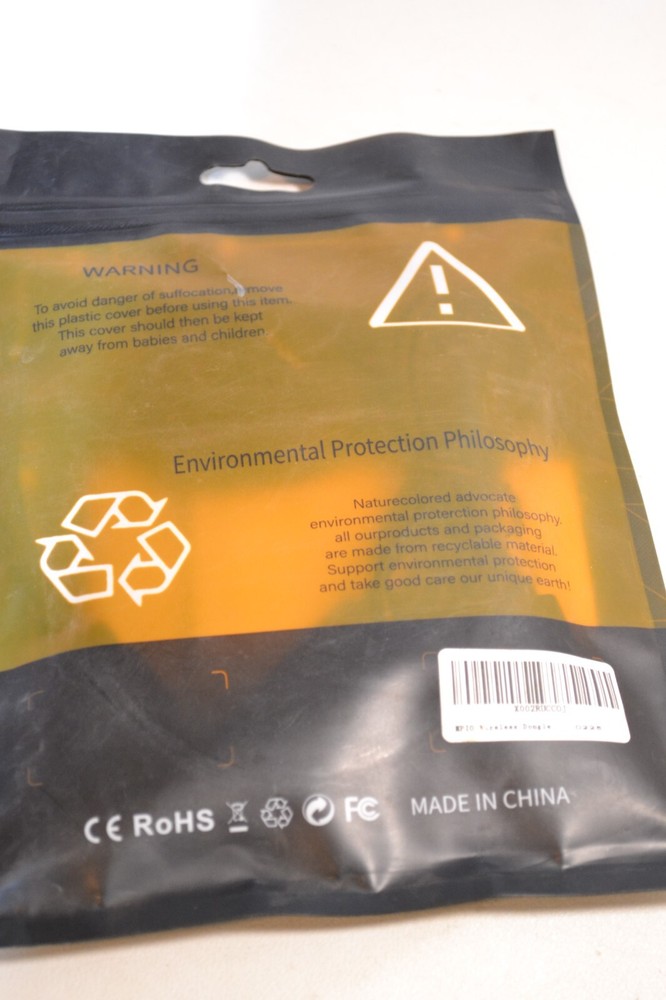 WARNING
To avoid danger of suffocation, remove
this plastic cover before using this item.
This cover should then be kept
away from babies and children
Environmental Protection Philosophy
Naturecolored advocate
environmental proterction philosophy,
all ourproducts and packaging
are made from recyclable material.
Support environmental protection
and take good care our unique earth!
Wireless Dongle
CE RoHS FC MADE IN CHINA